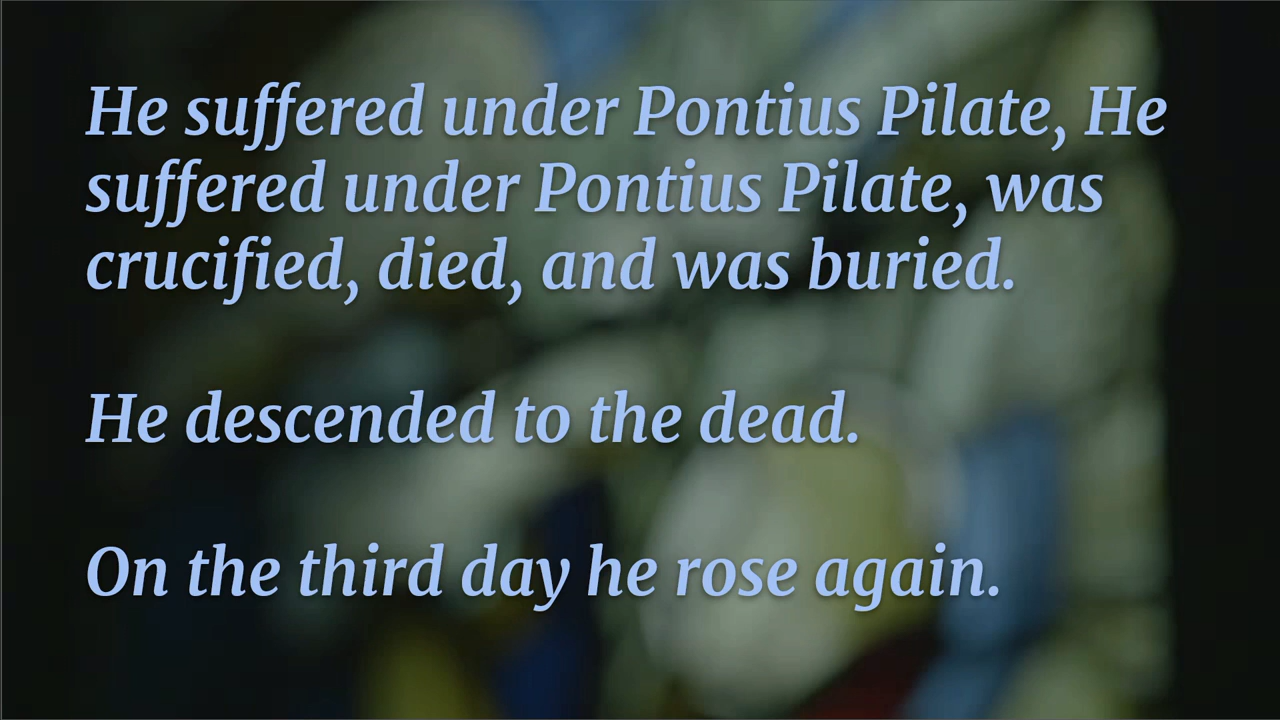 He suffered under Pontius Pilate, He
suffered under Pontius Pilate, was
crucified, died, and was buried.
He descended to the dead.
On the third day he rose again.